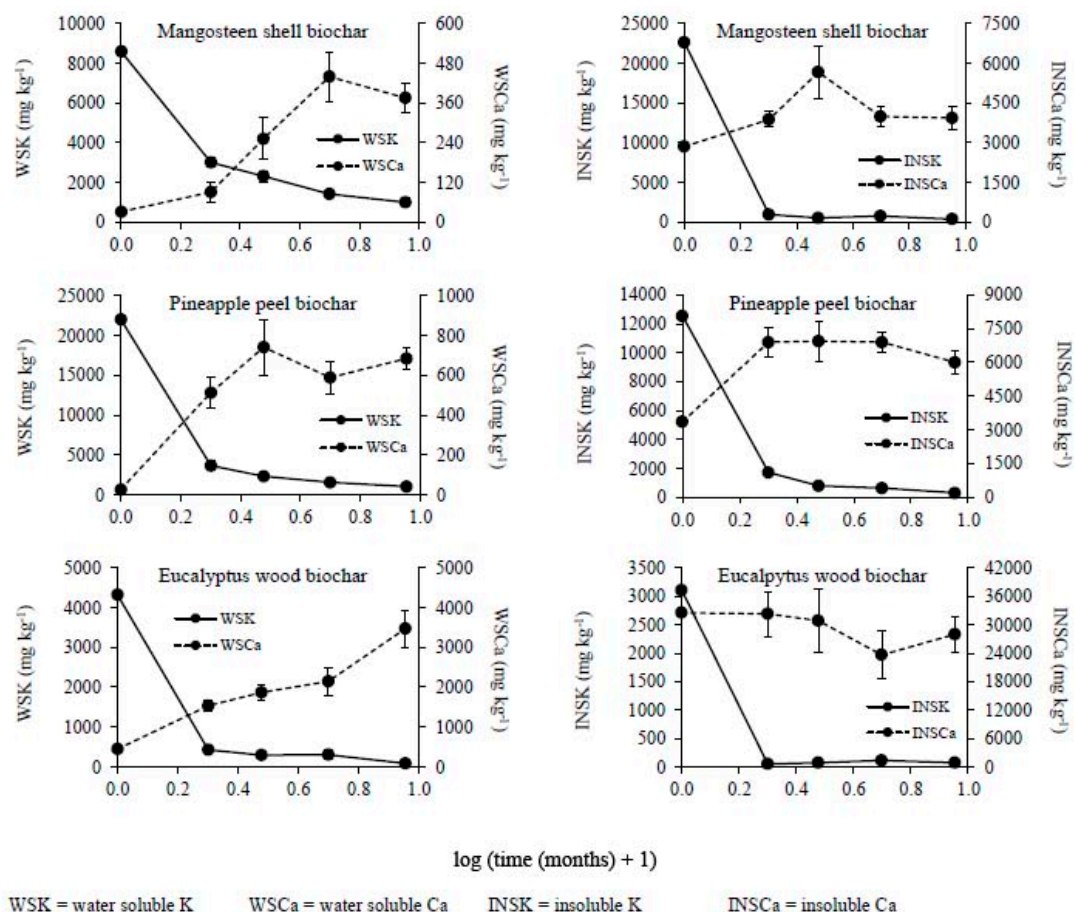 Mangosteen shell biochar
WSK (mg kg⁻¹)
10000
8000
6000
4000
2000
0
600
480
360
240
120
0
WSCa (mg kg⁻¹)
WSK
WSCa
0.0 0.2 0.4 0.6 0.8 1.0
Mangosteen shell biochar
INSK (mg kg⁻¹)
25000
20000
15000
10000
5000
0
7500
6000
4500
3000
1500
0
INSCa (mg kg⁻¹)
INSK
INSCa
0.0 0.2 0.4 0.6 0.8 1.0
Pineapple peel biochar
WSK (mg kg⁻¹)
25000
20000
15000
10000
5000
0
1000
800
600
400
200
0
WSCa (mg kg⁻¹)
WSK
WSCa
0.0 0.2 0.4 0.6 0.8 1.0
Pineapple peel biochar
INSK (mg kg⁻¹)
14000
12000
10000
8000
6000
4000
2000
0
9000
7500
6000
4500
3000
1500
0
INSCa (mg kg⁻¹)
INSK
INSCa
0.0 0.2 0.4 0.6 0.8 1.0
Eucalyptus wood biochar
WSK (mg kg⁻¹)
5000
4000
3000
2000
1000
0
5000
4000
3000
2000
1000
0
WSCa (mg kg⁻¹)
WSK
WSCa
0.0 0.2 0.4 0.6 0.8 1.0
Eucalpytus wood biochar
INSK (mg kg⁻¹)
3500
3000
2500
2000
1500
1000
500
0
42000
36000
30000
24000
18000
12000
6000
0
INSCa (mg kg⁻¹)
INSK
INSCa
0.0 0.2 0.4 0.6 0.8 1.0
log (time (months) + 1)
WSK = water soluble K WSCa = water soluble Ca INSK = insoluble K INSCa = insoluble Ca